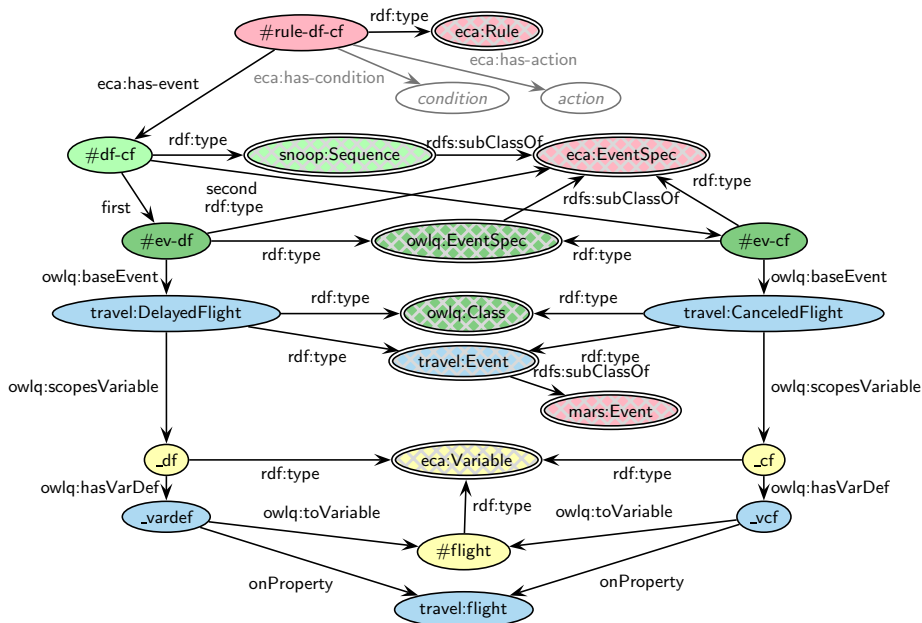 #rule-df-cf
rdf:type
eca:Rule
eca:has-event
eca:has-condition
eca:has-action
condition
action
#df-cf
rdf:type
snoop:Sequence
rdfs:subClassOf
eca:EventSpec
first
second
rdf:type
rdfs:subClassOf
rdf:type
#ev-df
rdf:type
owlq:EventSpec
rdf:type
#ev-cf
owlq:baseEvent
owlq:baseEvent
travel:DelayedFlight
rdf:type
owlq:Class
rdf:type
travel:CanceledFlight
rdf:type
travel:Event
rdf:type
rdfs:subClassOf
owlq:scopesVariable
owlq:scopesVariable
mars:Event
_df
rdf:type
eca:Variable
rdf:type
_cf
owlq:hasVarDef
owlq:hasVarDef
_vardef
owlq:toVariable
rdf:type
owlq:toVariable
_vcf
#flight
onProperty
onProperty
travel:flight